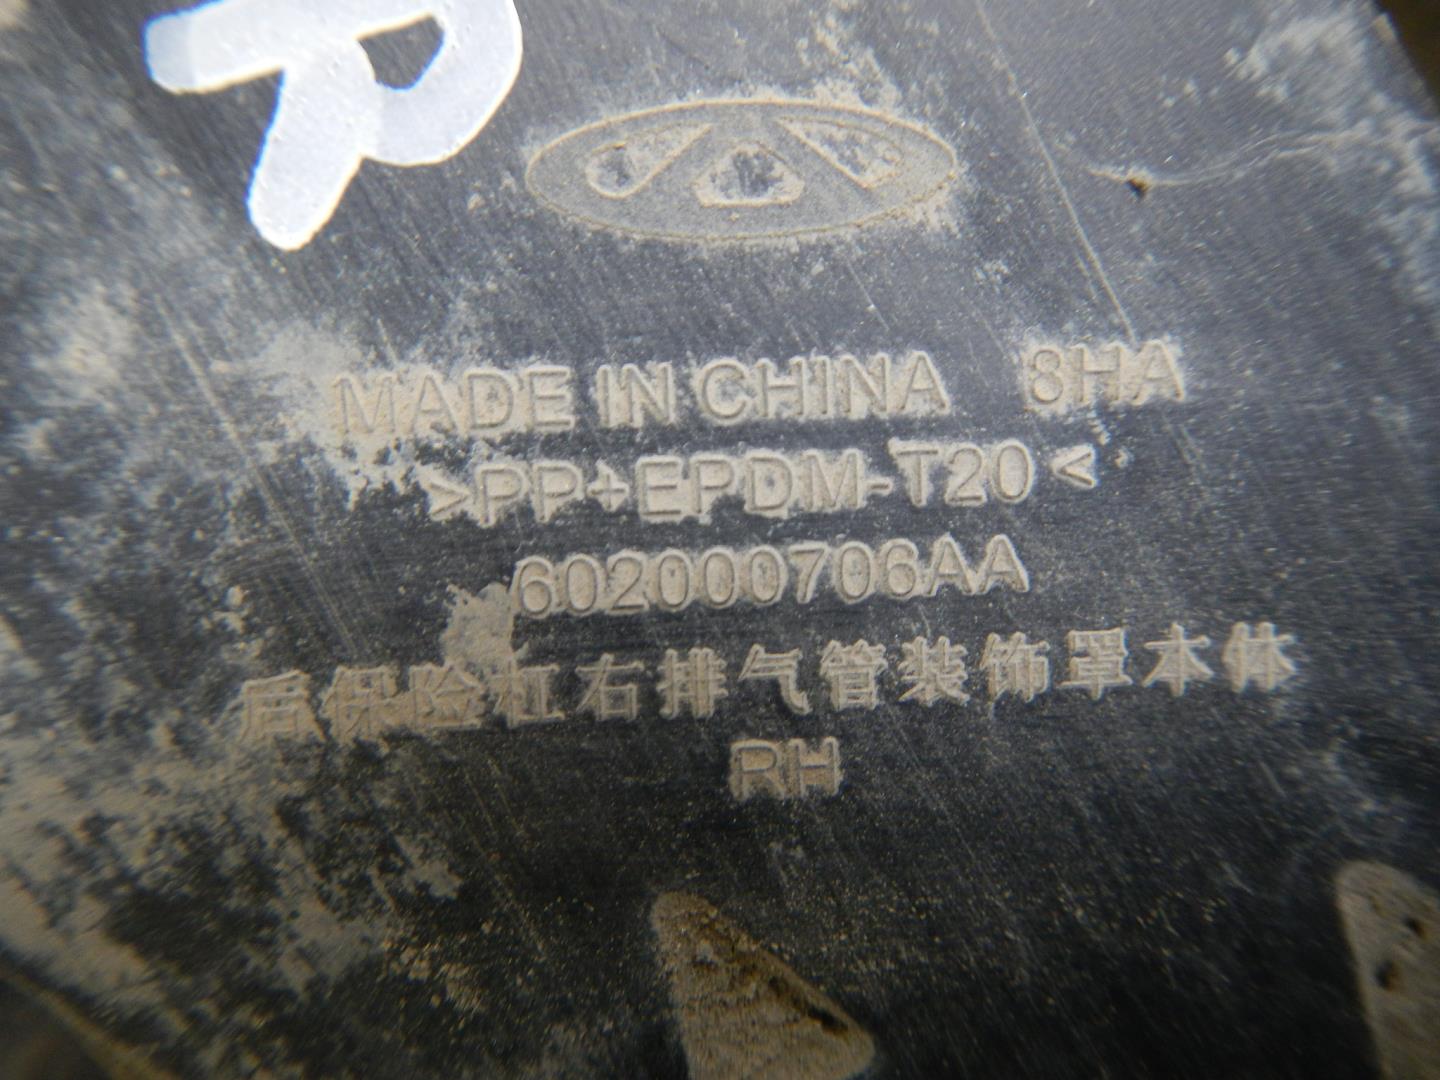 R
MADE IN CHINA 8HA
>PP+EPDM-T20<
602000706AA
后保险杠右排气管装饰罩本体
RH